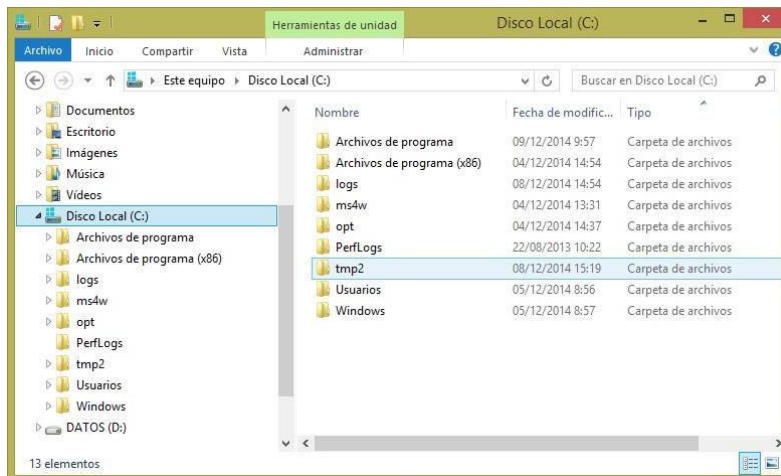 Herramientas de unidad
Disco Local (C:)
Archivo Inicio Compartir Vista Administrar
Este equipo Disco Local (C:)
Buscar en Disco Local (C:)
Documentos
Escritorio
Imágenes
Música
Vídeos
Disco Local (C:)
Archivos de programa
Archivos de programa (x86)
logs
ms4w
opt
PerfLogs
tmp2
Usuarios
Windows
DATOS (D:)
Nombre Fecha de modific... Tipo
Archivos de programa 09/12/2014 9:57 Carpeta de archivos
Archivos de programa (x86) 04/12/2014 14:54 Carpeta de archivos
logs 08/12/2014 14:54 Carpeta de archivos
ms4w 04/12/2014 13:31 Carpeta de archivos
opt 04/12/2014 14:37 Carpeta de archivos
PerfLogs 22/08/2013 10:22 Carpeta de archivos
tmp2 08/12/2014 15:19 Carpeta de archivos
Usuarios 05/12/2014 8:56 Carpeta de archivos
Windows 05/12/2014 8:57 Carpeta de archivos
13 elementos